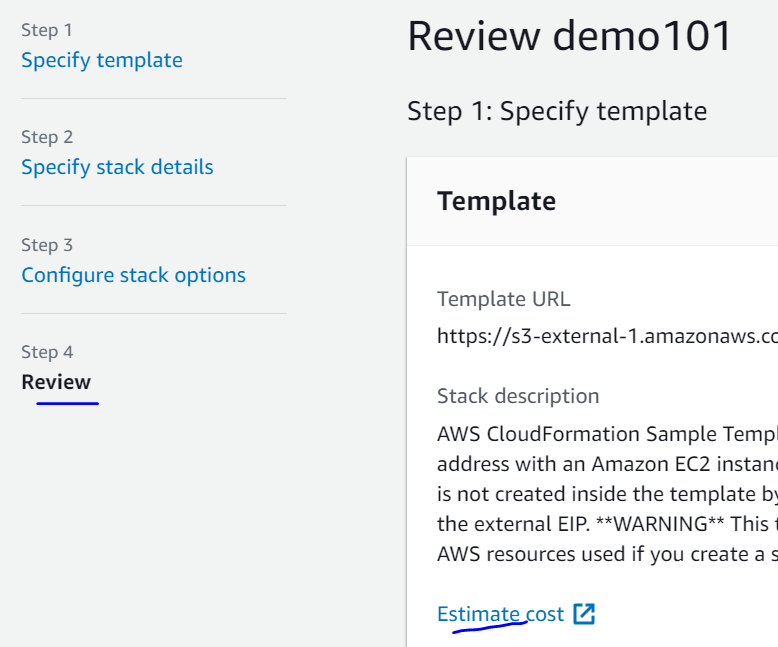 Step 1
Specify template
Step 2
Specify stack details
Step 3
Configure stack options
Step 4
Review
Review demo101
Step 1: Specify template
Template
Template URL
https://s3-external-1.amazonaws.co
Stack description
AWS CloudFormation Sample Templ
address with an Amazon EC2 instanc
is not created inside the template by
the external EIP. **WARNING** This t
AWS resources used if you create a s
Estimate cost